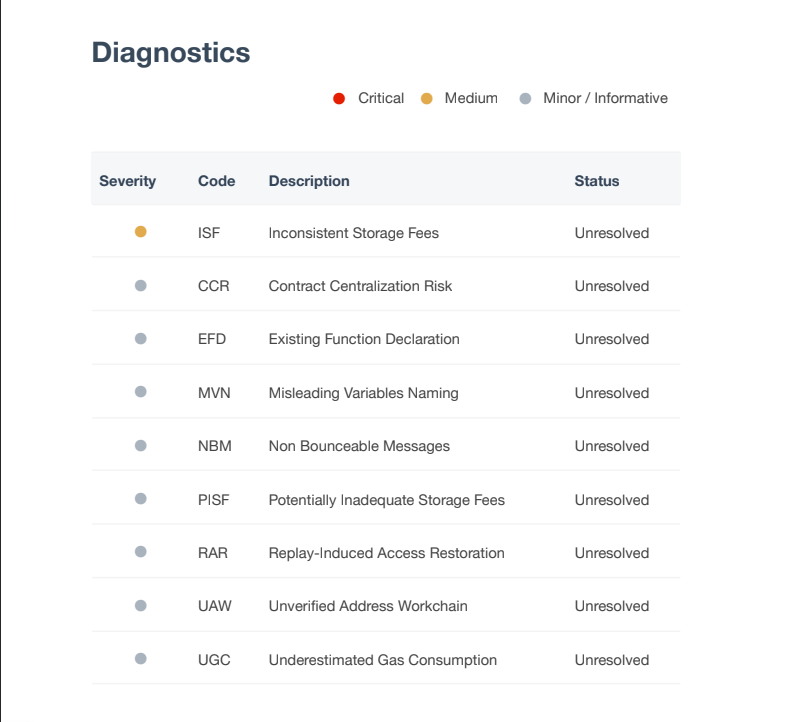 Diagnostics
Critical Medium Minor / Informative
Severity Code Description Status
ISF Inconsistent Storage Fees Unresolved
CCR Contract Centralization Risk Unresolved
EFD Existing Function Declaration Unresolved
MVN Misleading Variables Naming Unresolved
NBM Non Bounceable Messages Unresolved
PISF Potentially Inadequate Storage Fees Unresolved
RAR Replay-Induced Access Restoration Unresolved
UAW Unverified Address Workchain Unresolved
UGC Underestimated Gas Consumption Unresolved